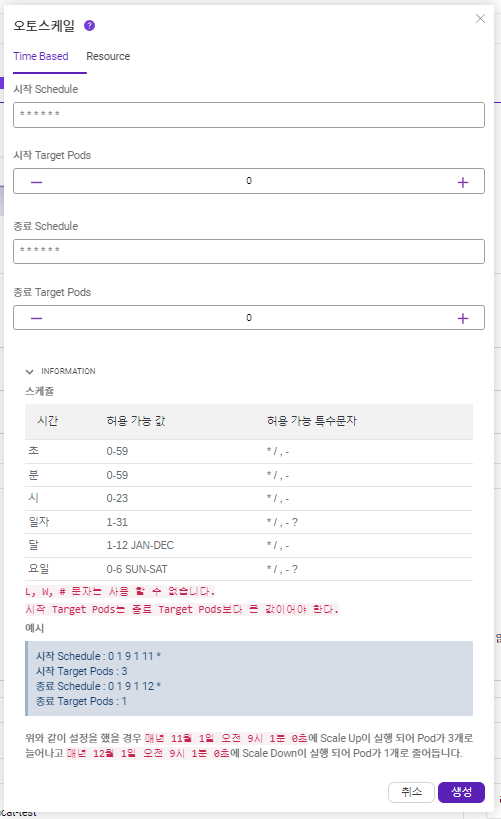 오토스케일 ?
Time Based Resource
시작 Schedule
* * * * * *
시작 Target Pods
0
종료 Schedule
* * * * * *
종료 Target Pods
0
INFORMATION
스케줄
시간 허용 가능 값 허용 가능 특수문자
초 0-59 * / , -
분 0-59 * / , -
시 0-23 * / , -
일자 1-31 * / , - ?
달 1-12 JAN-DEC * / , -
요일 0-6 SUN-SAT * / , - ?
L, W, # 문자는 사용 할 수 없습니다.
시작 Target Pods는 종료 Target Pods보다 큰 값이어야 한다.
예시
시작 Schedule : 0 1 9 1 11 *
시작 Target Pods : 3
종료 Schedule : 0 1 9 1 12 *
종료 Target Pods : 1
위와 같이 설정을 했을 경우 매년 11월 1일 오전 9시 1분 0초에 Scale Up이 실행 되어 Pod가 3개로
늘어나고 매년 12월 1일 오전 9시 1분 0초에 Scale Down이 실행 되어 Pod가 1개로 줄어듭니다.
취소 생성
cal-test